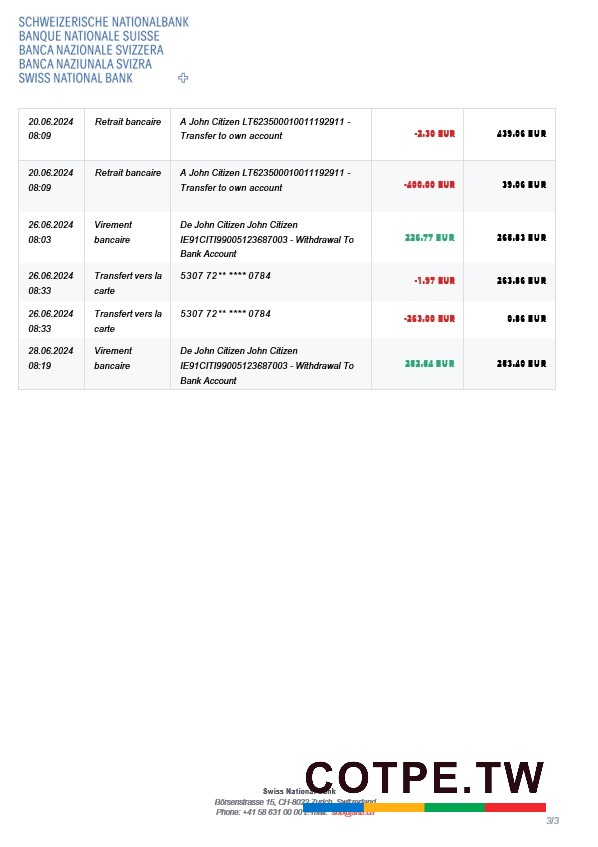 SCHWEIZERISCHE NATIONALBANK
BANQUE NATIONALE SUISSE
BANCA NAZIONALE SVIZZERA
BANCA NAZIUNALA SVIZRA
SWISS NATIONAL BANK
20.06.2024 Retrait bancaire A John Citizen LT623500010011192911 -
08:09 Transfer to own account -2.30 EUR 439.06 EUR
20.06.2024 Retrait bancaire A John Citizen LT623500010011192911 -
08:09 Transfer to own account -400.00 EUR 39.06 EUR
26.06.2024 Virement De John Citizen John Citizen
08:03 bancaire IE91CITI99005123687003 - Withdrawal To 226.77 EUR 265.83 EUR
Bank Account
26.06.2024 Transfert vers la 5307 72** **** 0784
08:33 carte -1.97 EUR 263.86 EUR
26.06.2024 Transfert vers la 5307 72** **** 0784
08:33 carte -263.00 EUR 0.86 EUR
28.06.2024 Virement De John Citizen John Citizen
08:19 bancaire IE91CITI99005123687003 - Withdrawal To 282.54 EUR 283.40 EUR
Bank Account
COTPE.TW
Swiss National Bank
Börsenstrasse 15, CH-8022 Zurich, Switzerland
Phone: +41 58 631 00 00 E-mail: snb@snb.ch
3/3